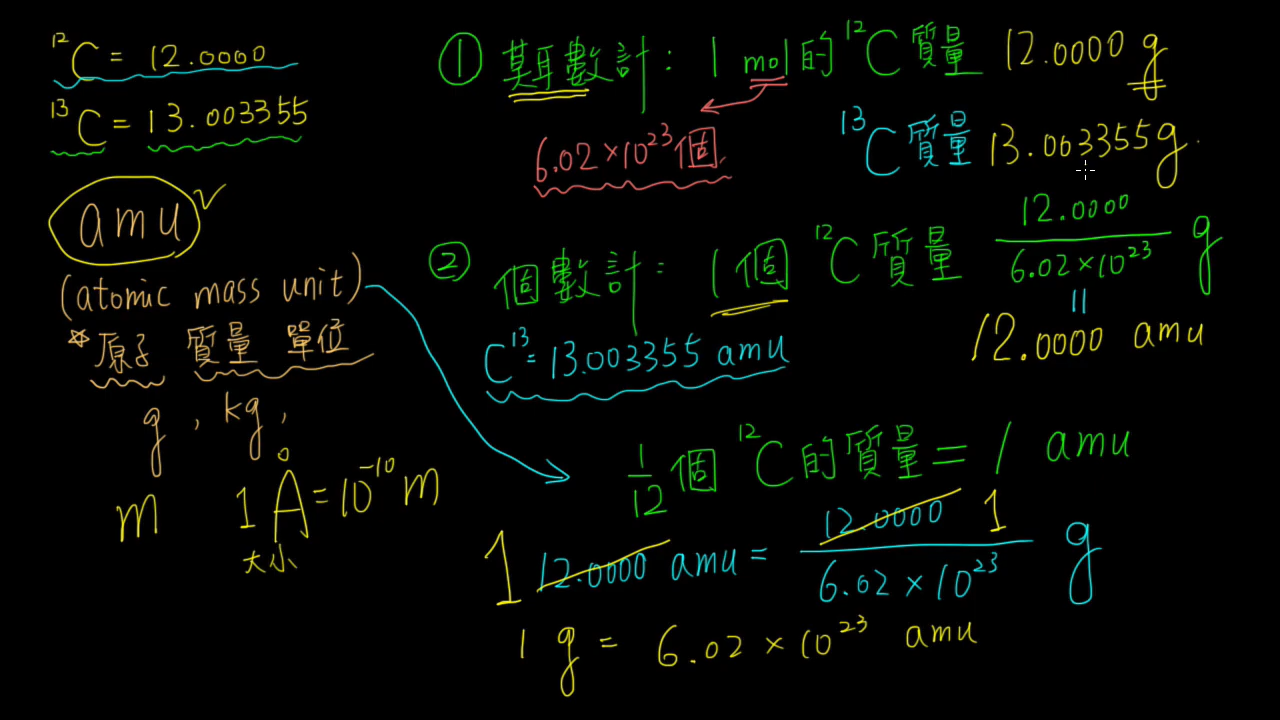 ¹²C = 12.0000
¹³C = 13.003355
amu
(atomic mass unit)
*原子 質量 單位
g , kg ,
m 1 Å = 10⁻¹⁰ m
大小
① 莫耳數計: 1 mol 的 ¹²C 質量 12.0000 g
6.02 × 10²³ 個
¹³C 質量 13.003355 g
② 個數計: 1 個 ¹²C 質量 12.0000 / 6.02 × 10²³ g
=
12.0000 amu
C¹³ = 13.003355 amu
1/12 個 ¹²C 的質量 = 1 amu
1 12.0000 amu = 12.0000 1 / 6.02 × 10²³ g
1 g = 6.02 × 10²³ amu